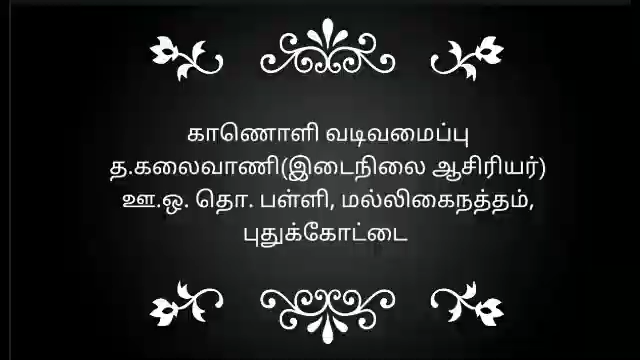 காணொளி வடிவமைப்பு
த.கலைவாணி(இடைநிலை ஆசிரியர்)
ஊ.ஒ. தொ. பள்ளி, மல்லிகைநத்தம்,
புதுக்கோட்டை